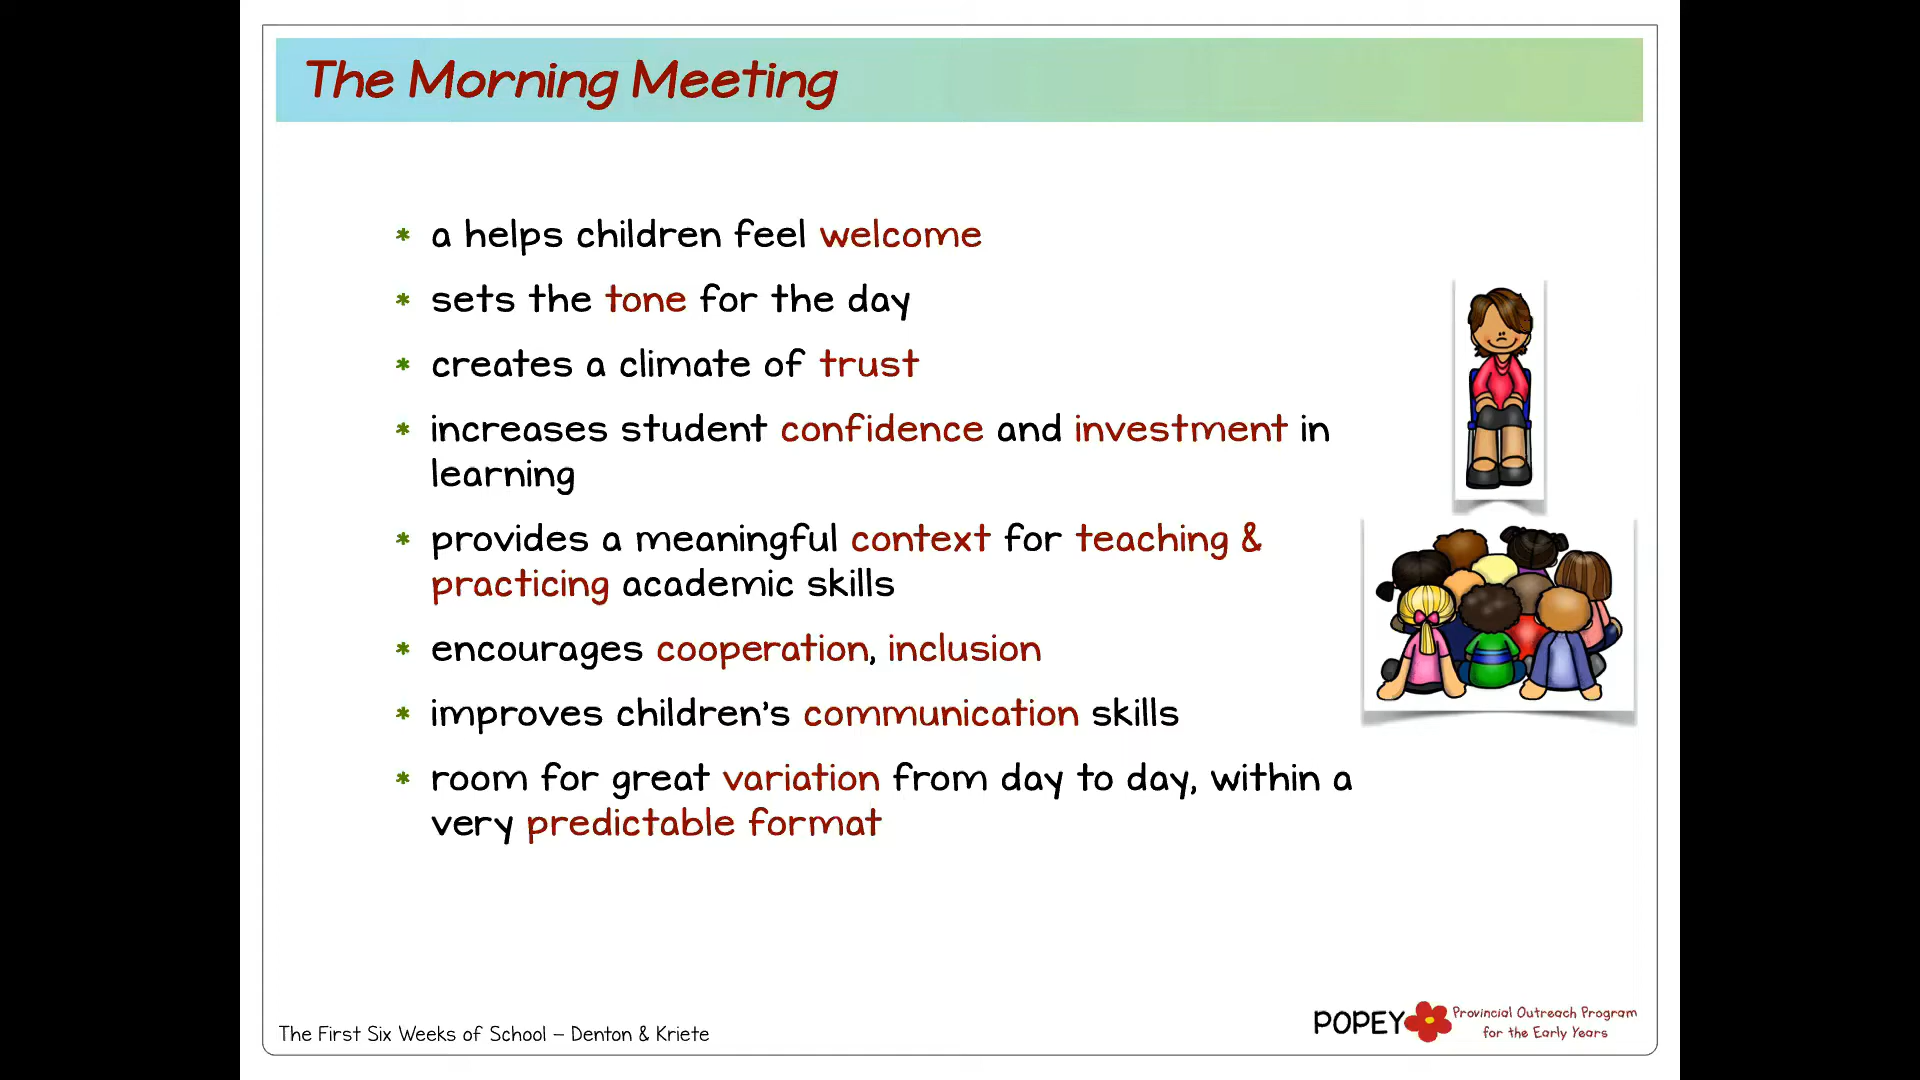 The Morning Meeting
* a helps children feel welcome
* sets the tone for the day
* creates a climate of trust
* increases student confidence and investment in
learning
* provides a meaningful context for teaching &
practicing academic skills
* encourages cooperation, inclusion
* improves children's communication skills
* room for great variation from day to day, within a
very predictable format
The First Six Weeks of School – Denton & Kriete
POPEY Provincial Outreach Program
for the Early Years